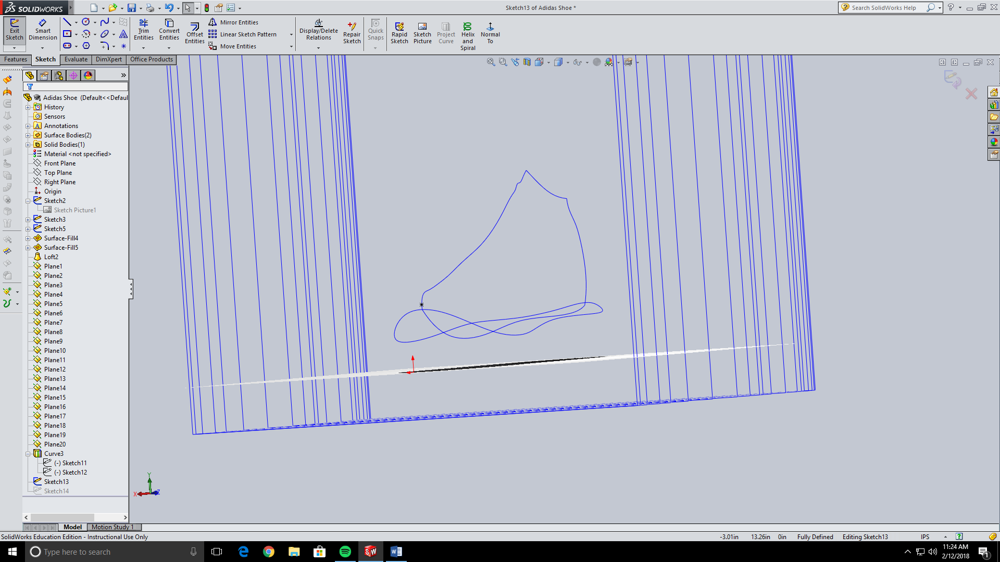 SOLIDWORKS
Sketch13 of Adidas Shoe *
Search SolidWorks Help
Exit Sketch
Smart Dimension
Trim Entities
Convert Entities
Offset Entities
Mirror Entities
Linear Sketch Pattern
Move Entities
Display/Delete Relations
Repair Sketch
Quick Snaps
Rapid Sketch
Sketch Picture
Project Curve
Helix and Spiral
Normal To
Features
Sketch
Evaluate
DimXpert
Office Products
Adidas Shoe (Default<<Defaul
History
Sensors
Annotations
Surface Bodies(2)
Solid Bodies(1)
Material <not specified>
Front Plane
Top Plane
Right Plane
Origin
Sketch2
Sketch Picture1
Sketch3
Sketch5
Surface-Fill4
Surface-Fill5
Loft2
Plane1
Plane2
Plane3
Plane4
Plane5
Plane6
Plane7
Plane8
Plane9
Plane10
Plane11
Plane12
Plane13
Plane14
Plane15
Plane16
Plane17
Plane18
Plane19
Plane20
Curve3
(-) Sketch11
(-) Sketch12
Sketch13
Sketch14
Y
X
Z
Model
Motion Study 1
SolidWorks Education Edition - Instructional Use Only
-3.01in 13.26in 0in Fully Defined Editing Sketch13 IPS
Type here to search
11:24 AM
2/12/2018
1